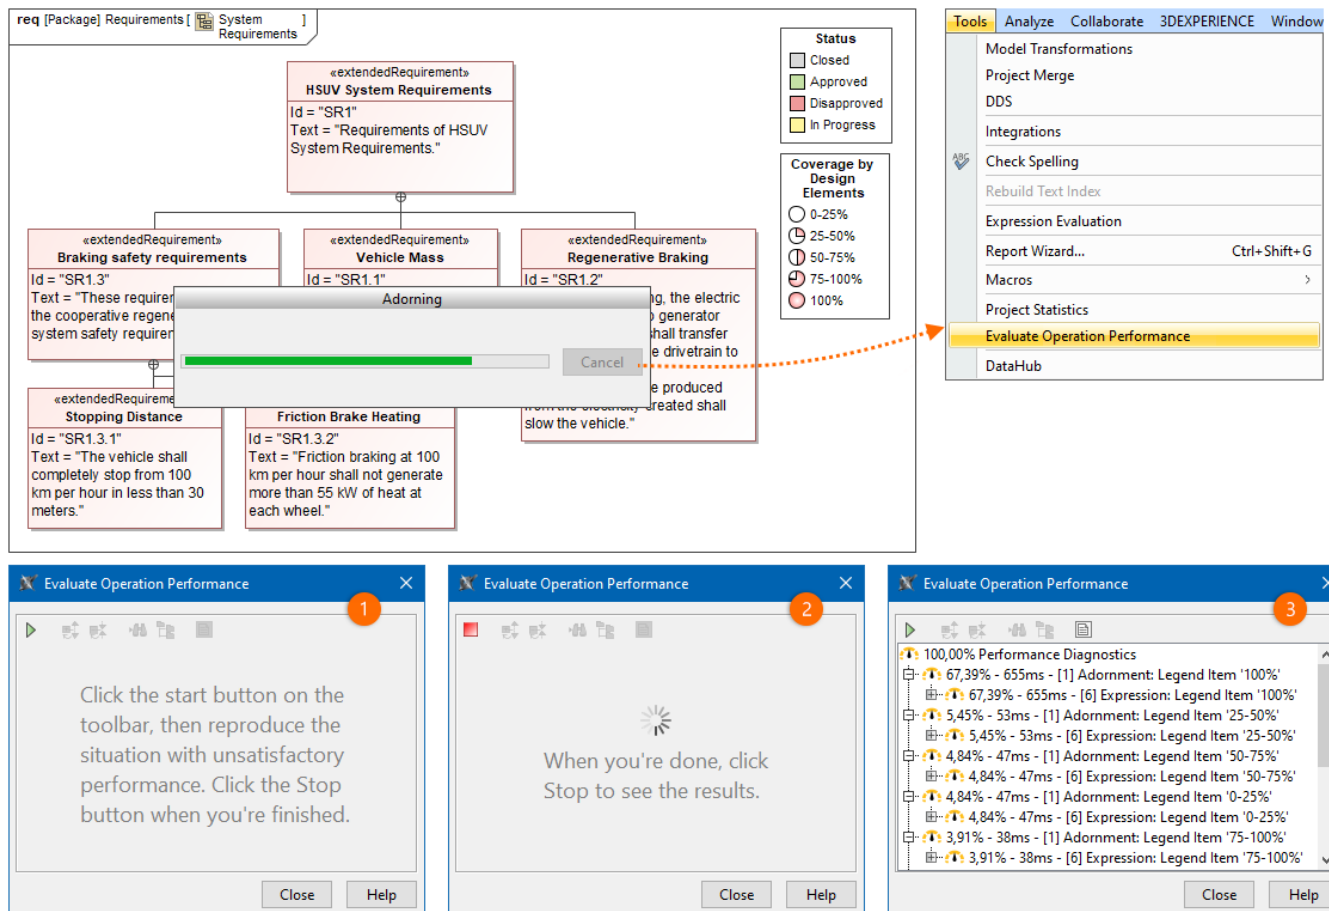 req [Package] Requirements [ System Requirements ]
«extendedRequirement»
HSUV System Requirements
Id = "SR1"
Text = "Requirements of HSUV
System Requirements."
«extendedRequirement»
Braking safety requirements
Id = "SR1.3"
Text = "These requirer
the cooperative regene
system safety requirem
«extendedRequirement»
Vehicle Mass
Id = "SR1.1"
«extendedRequirement»
Regenerative Braking
Id = "SR1.2"
ng, the electric
generator
shall transfer
e drivetrain to
e produced
from the electricity created shall
slow the vehicle."
Adorning
Cancel
«extendedRequireme
Stopping Distance
Id = "SR1.3.1"
Text = "The vehicle shall
completely stop from 100
km per hour in less than 30
meters."
Friction Brake Heating
Id = "SR1.3.2"
Text = "Friction braking at 100
km per hour shall not generate
more than 55 kW of heat at
each wheel."
Status
Closed
Approved
Disapproved
In Progress
Coverage by
Design
Elements
0-25%
25-50%
50-75%
75-100%
100%
Tools Analyze Collaborate 3DEXPERIENCE Window
Model Transformations
Project Merge
DDS
Integrations
ABC Check Spelling
Rebuild Text Index
Expression Evaluation
Report Wizard... Ctrl+Shift+G
Macros
Project Statistics
Evaluate Operation Performance
DataHub
Evaluate Operation Performance
1
Click the start button on the
toolbar, then reproduce the
situation with unsatisfactory
performance. Click the Stop
button when you're finished.
Close Help
Evaluate Operation Performance
2
When you're done, click
Stop to see the results.
Close Help
Evaluate Operation Performance
3
100,00% Performance Diagnostics
67,39% - 655ms - [1] Adornment: Legend Item '100%'
67,39% - 655ms - [6] Expression: Legend Item '100%'
5,45% - 53ms - [1] Adornment: Legend Item '25-50%'
5,45% - 53ms - [6] Expression: Legend Item '25-50%'
4,84% - 47ms - [1] Adornment: Legend Item '50-75%'
4,84% - 47ms - [6] Expression: Legend Item '50-75%'
4,84% - 47ms - [1] Adornment: Legend Item '0-25%'
4,84% - 47ms - [6] Expression: Legend Item '0-25%'
3,91% - 38ms - [1] Adornment: Legend Item '75-100%'
3,91% - 38ms - [6] Expression: Legend Item '75-100%'
Close Help